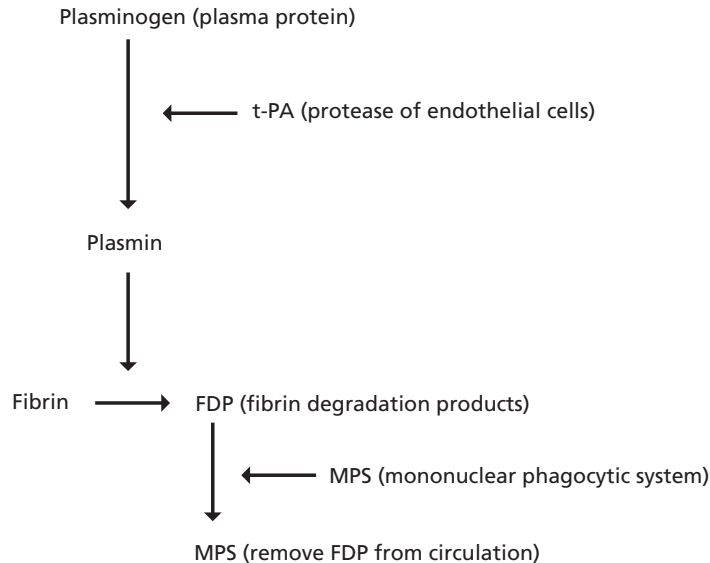 Plasminogen (plasma protein)
t-PA (protease of endothelial cells)
Plasmin
Fibrin
FDP (fibrin degradation products)
MPS (mononuclear phagocytic system)
MPS (remove FDP from circulation)